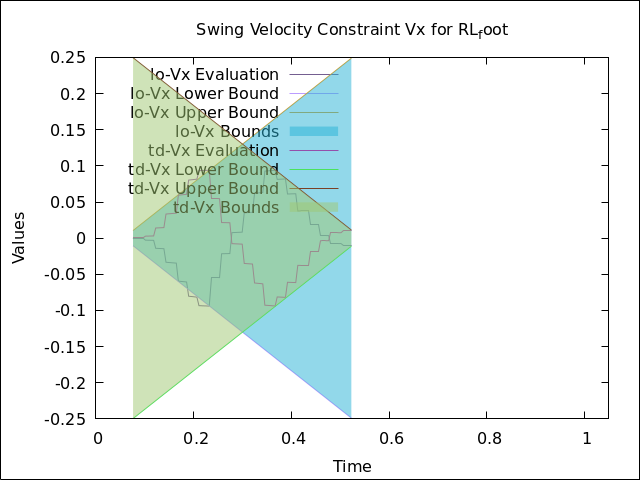 Swing Velocity Constraint Vx for RLfoot
0.25
0.2
0.15
0.1
0.05
0
-0.05
-0.1
-0.15
-0.2
-0.25
Values
lo-Vx Evaluation
lo-Vx Lower Bound
lo-Vx Upper Bound
lo-Vx Bounds
td-Vx Evaluation
td-Vx Lower Bound
td-Vx Upper Bound
td-Vx Bounds
0 0.2 0.4 0.6 0.8 1
Time